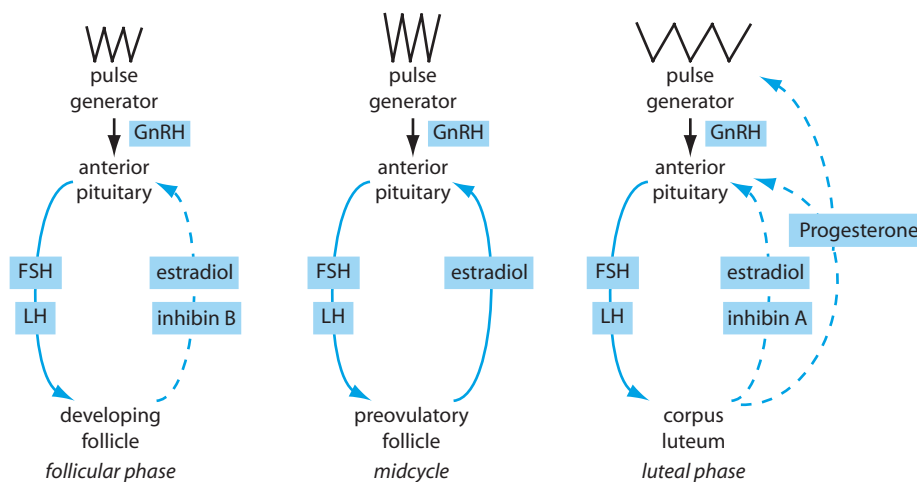 pulse
generator
GnRH
anterior
pituitary
FSH
LH
estradiol
inhibin B
developing
follicle
follicular phase
pulse
generator
GnRH
anterior
pituitary
FSH
LH
estradiol
preovulatory
follicle
midcycle
pulse
generator
GnRH
anterior
pituitary
Progesterone
FSH
LH
estradiol
inhibin A
corpus
luteum
luteal phase